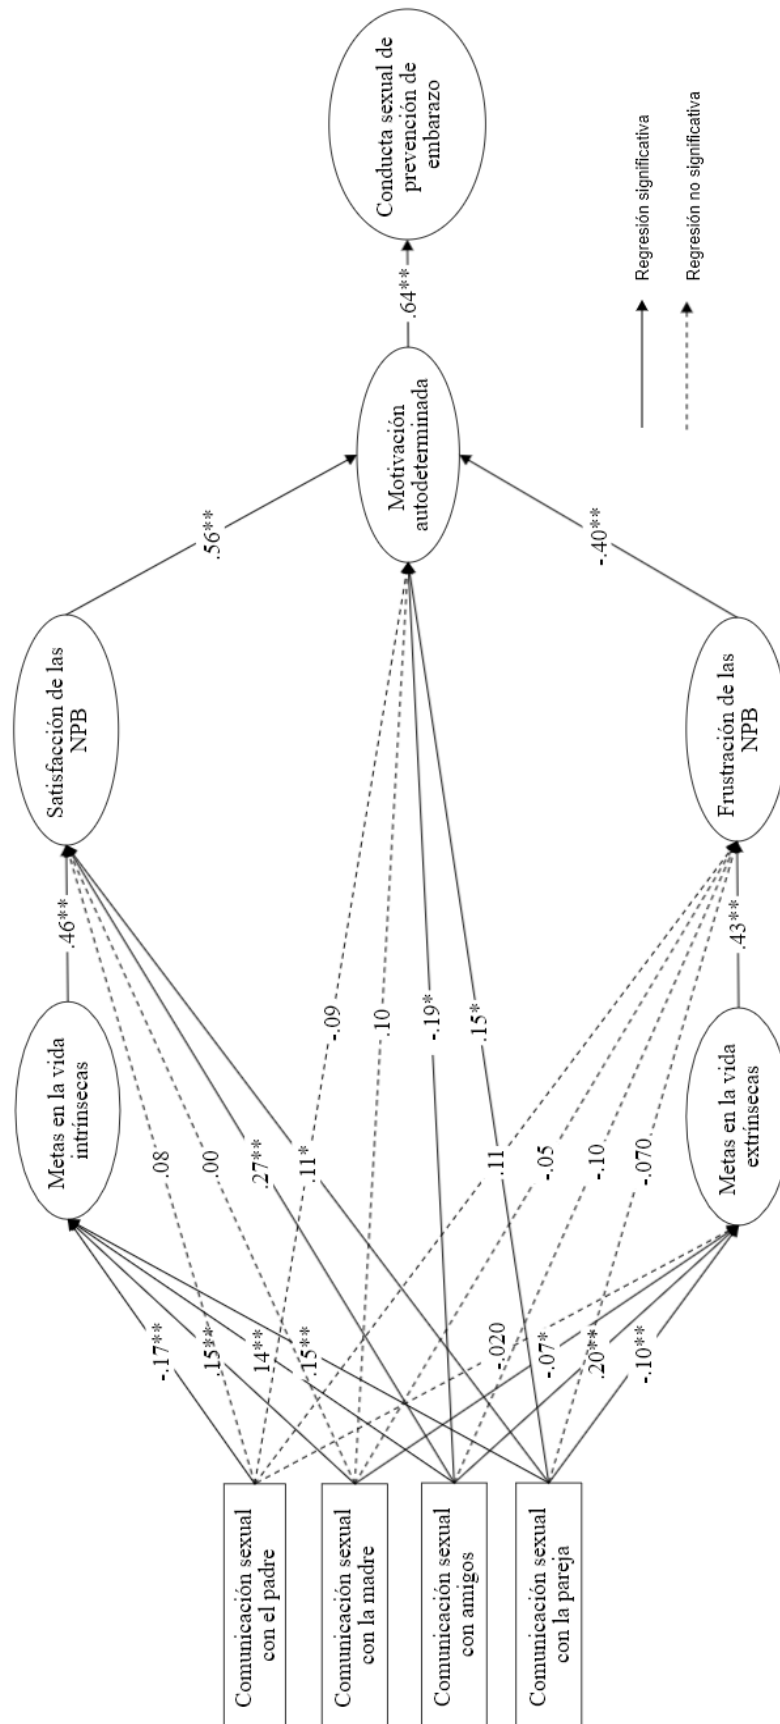 Comunicación sexual
con el padre
Comunicación sexual
con la madre
Comunicación sexual
con amigos
Comunicación sexual
con la pareja
-.17**
.15**
14**
.15**
-.020
-.07*
.20**
-.10**
Metas en la vida
intrínsecas
.08
.00
.27**
.11*
-.09
.10
-.19*
.15*
.11
-.05
-.10
-.070
Metas en la vida
extrínsecas
.46**
.43**
Satisfacción de las
NPB
Frustración de las
NPB
.56**
-.40**
Motivación
autodeterminada
.64**
Conducta sexual de
prevención de
embarazo
Regresión significativa
Regresión no significativa